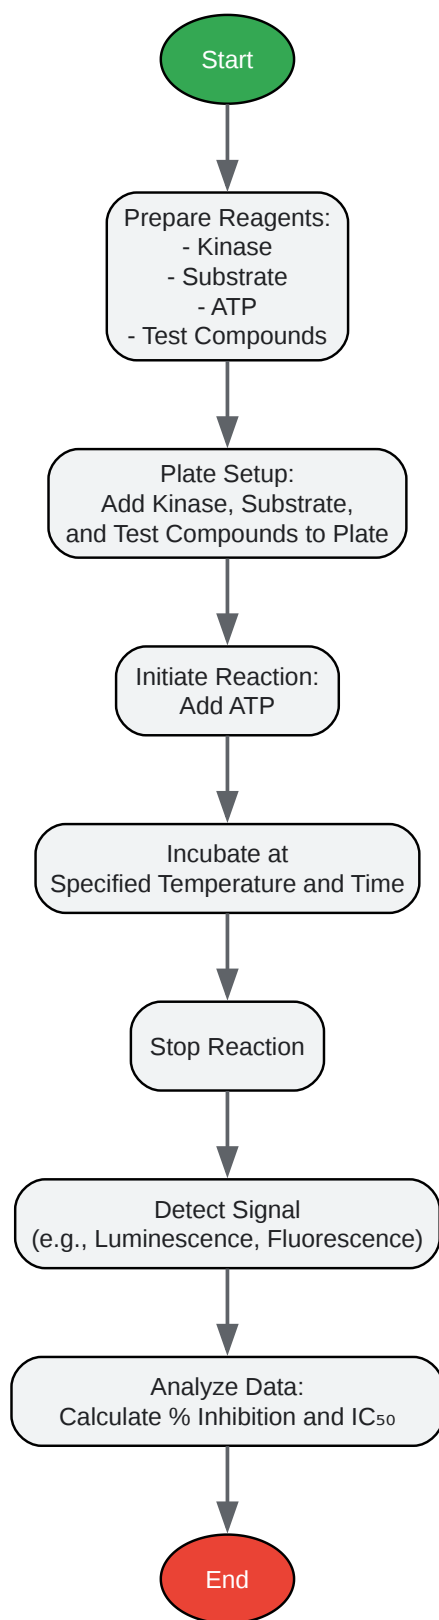 Start
Prepare Reagents:
- Kinase
- Substrate
- ATP
- Test Compounds
Plate Setup:
Add Kinase, Substrate,
and Test Compounds to Plate
Initiate Reaction:
Add ATP
Incubate at
Specified Temperature and Time
Stop Reaction
Detect Signal
(e.g., Luminescence, Fluorescence)
Analyze Data:
Calculate % Inhibition and IC₅₀
End